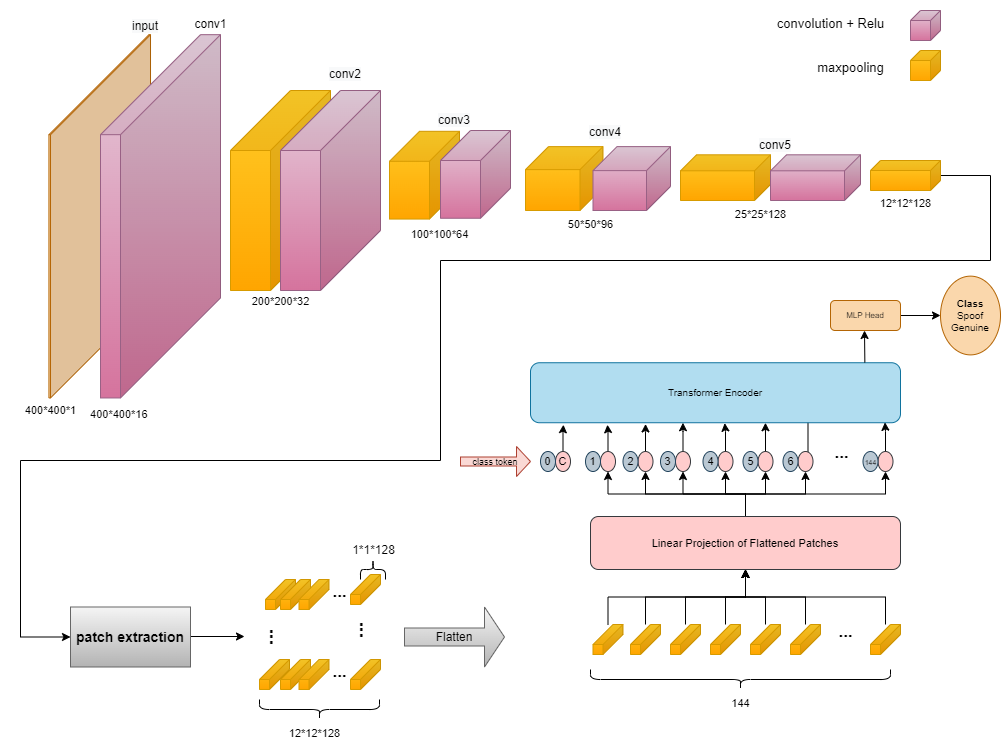 input
conv1
conv2
conv3
conv4
conv5
convolution + Relu
maxpooling
400*400*1
400*400*16
200*200*32
100*100*64
50*50*96
25*25*128
12*12*128
MLP Head
Class
Spoof
Genuine
Transformer Encoder
class token
0 C 1 2 3 4 5 6 ... 144
Linear Projection of Flattened Patches
1*1*128
patch extraction
...
...
Flatten
...
12*12*128
144